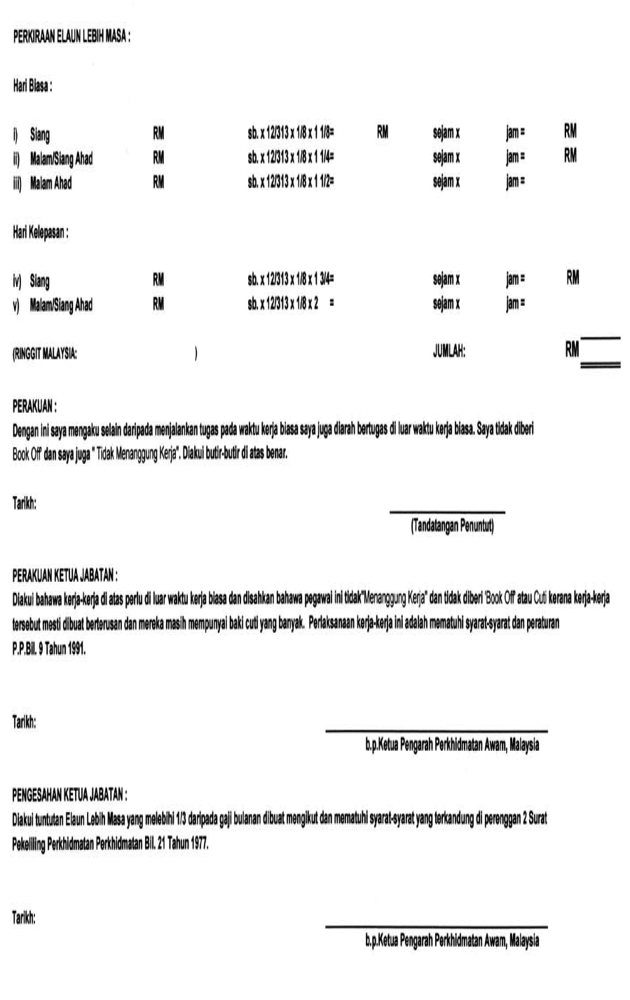 PERKIRAAN ELAUN LEBIH MASA :
Hari Biasa :
i) Siang RM sb. x 12/313 x 1/8 x 1 1/8= RM sejam x jam = RM
ii) Malam/Siang Ahad RM sb. x 12/313 x 1/8 x 1 1/4= sejam x jam = RM
iii) Malam Ahad RM sb. x 12/313 x 1/8 x 1 1/2= sejam x jam =
Hari Kelepasan :
iv) Siang RM sb. x 12/313 x 1/8 x 1 3/4= sejam x jam = RM
v) Malam/Siang Ahad RM sb. x 12/313 x 1/8 x 2 = sejam x jam =
(RINGGIT MALAYSIA: ) JUMLAH: RM
PERAKUAN :
Dengan ini saya mengaku selain daripada menjalankan tugas pada waktu kerja biasa saya juga diarah bertugas di luar waktu kerja biasa. Saya tidak diberi
Book Off' dan saya juga " Tidak Menanggung Kerja". Diakui butir-butir di atas benar.
Tarikh:
(Tandatangan Penuntut)
PERAKUAN KETUA JABATAN :
Diakui bahawa kerja-kerja di atas perlu di luar waktu kerja biasa dan disahkan bahawa pegawai ini tidak"Menanggung Kerja" dan tidak diberi 'Book Off' atau Cuti kerana kerja-kerja
tersebut mesti dibuat berterusan dan mereka masih mempunyai baki cuti yang banyak. Perlaksanaan kerja-kerja ini adalah mematuhi syarat-syarat dan peraturan
P.P.Bil. 9 Tahun 1991.
Tarikh:
b.p.Ketua Pengarah Perkhidmatan Awam, Malaysia
PENGESAHAN KETUA JABATAN :
Diakui tuntutan Elaun Lebih Masa yang melebihi 1/3 daripada gaji bulanan dibuat mengikut dan mematuhi syarat-syarat yang terkandung di perenggan 2 Surat
Pekeliling Perkhidmatan Perkhidmatan Bil. 21 Tahun 1977.
Tarikh:
b.p.Ketua Pengarah Perkhidmatan Awam, Malaysia